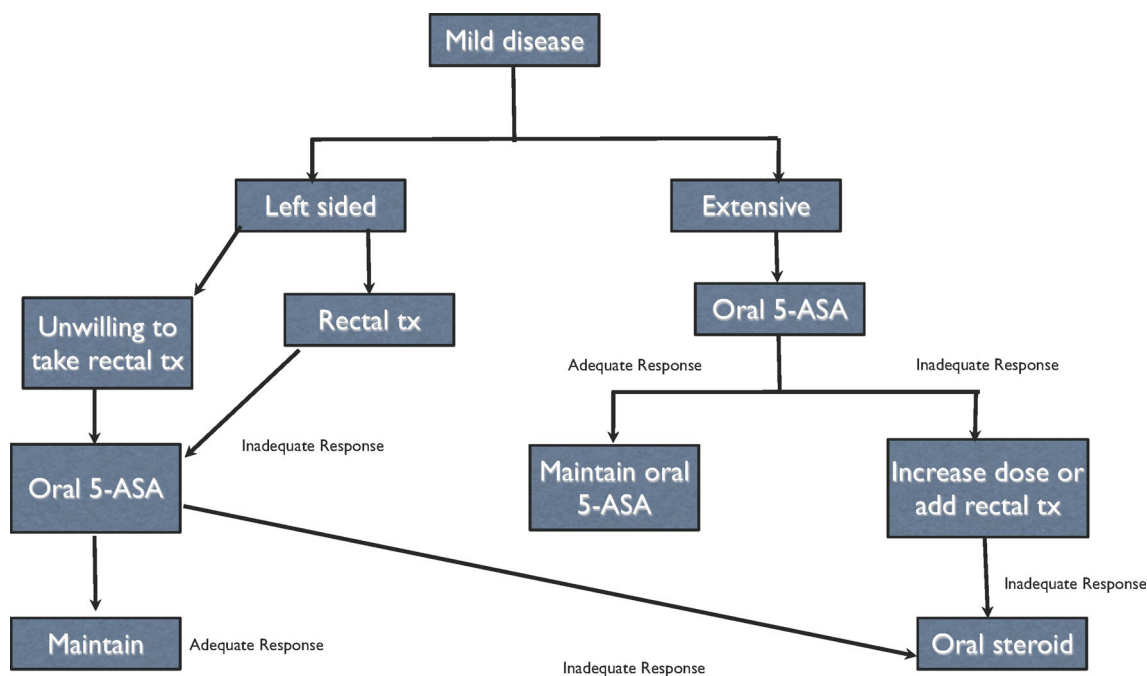 Mild disease
Left sided
Extensive
Unwilling to
take rectal tx
Rectal tx
Oral 5-ASA
Adequate Response
Inadequate Response
Inadequate Response
Oral 5-ASA
Maintain oral
5-ASA
Increase dose or
add rectal tx
Inadequate Response
Maintain
Adequate Response
Inadequate Response
Oral steroid